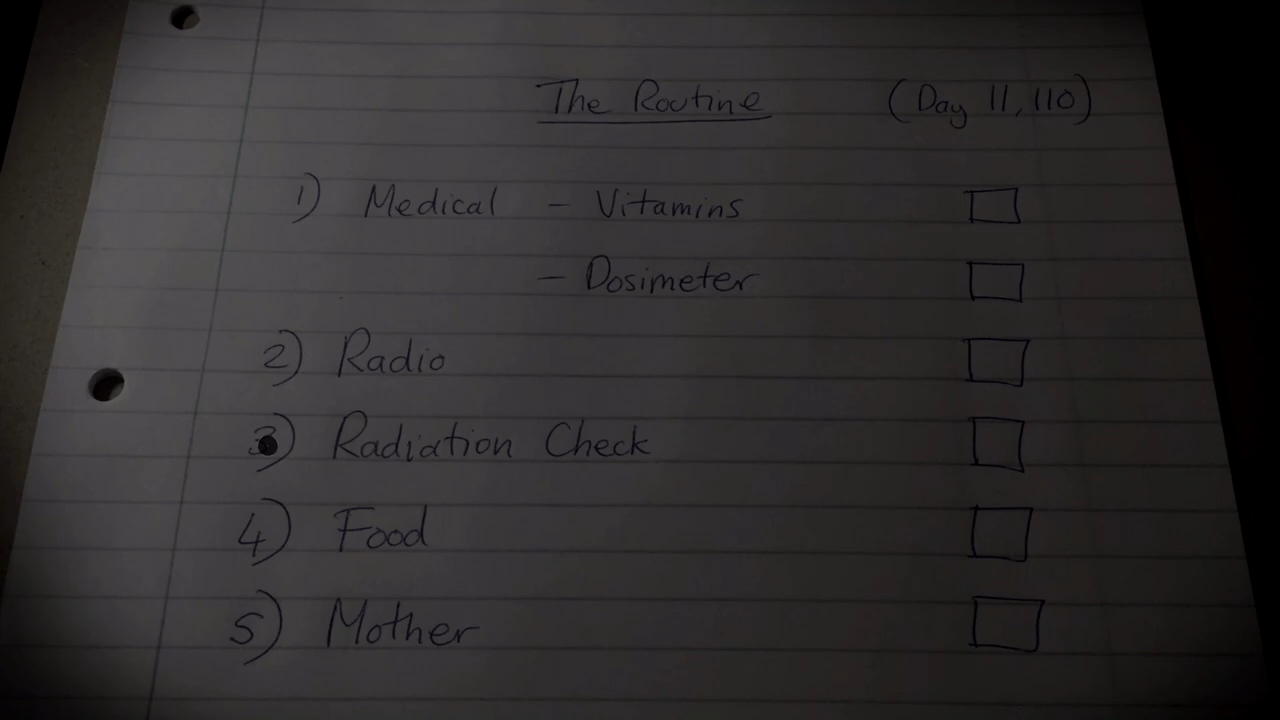 The Routine (Day 11,110)
1) Medical - Vitamins
- Dosimeter
2) Radio
3) Radiation Check
4) Food
5) Mother